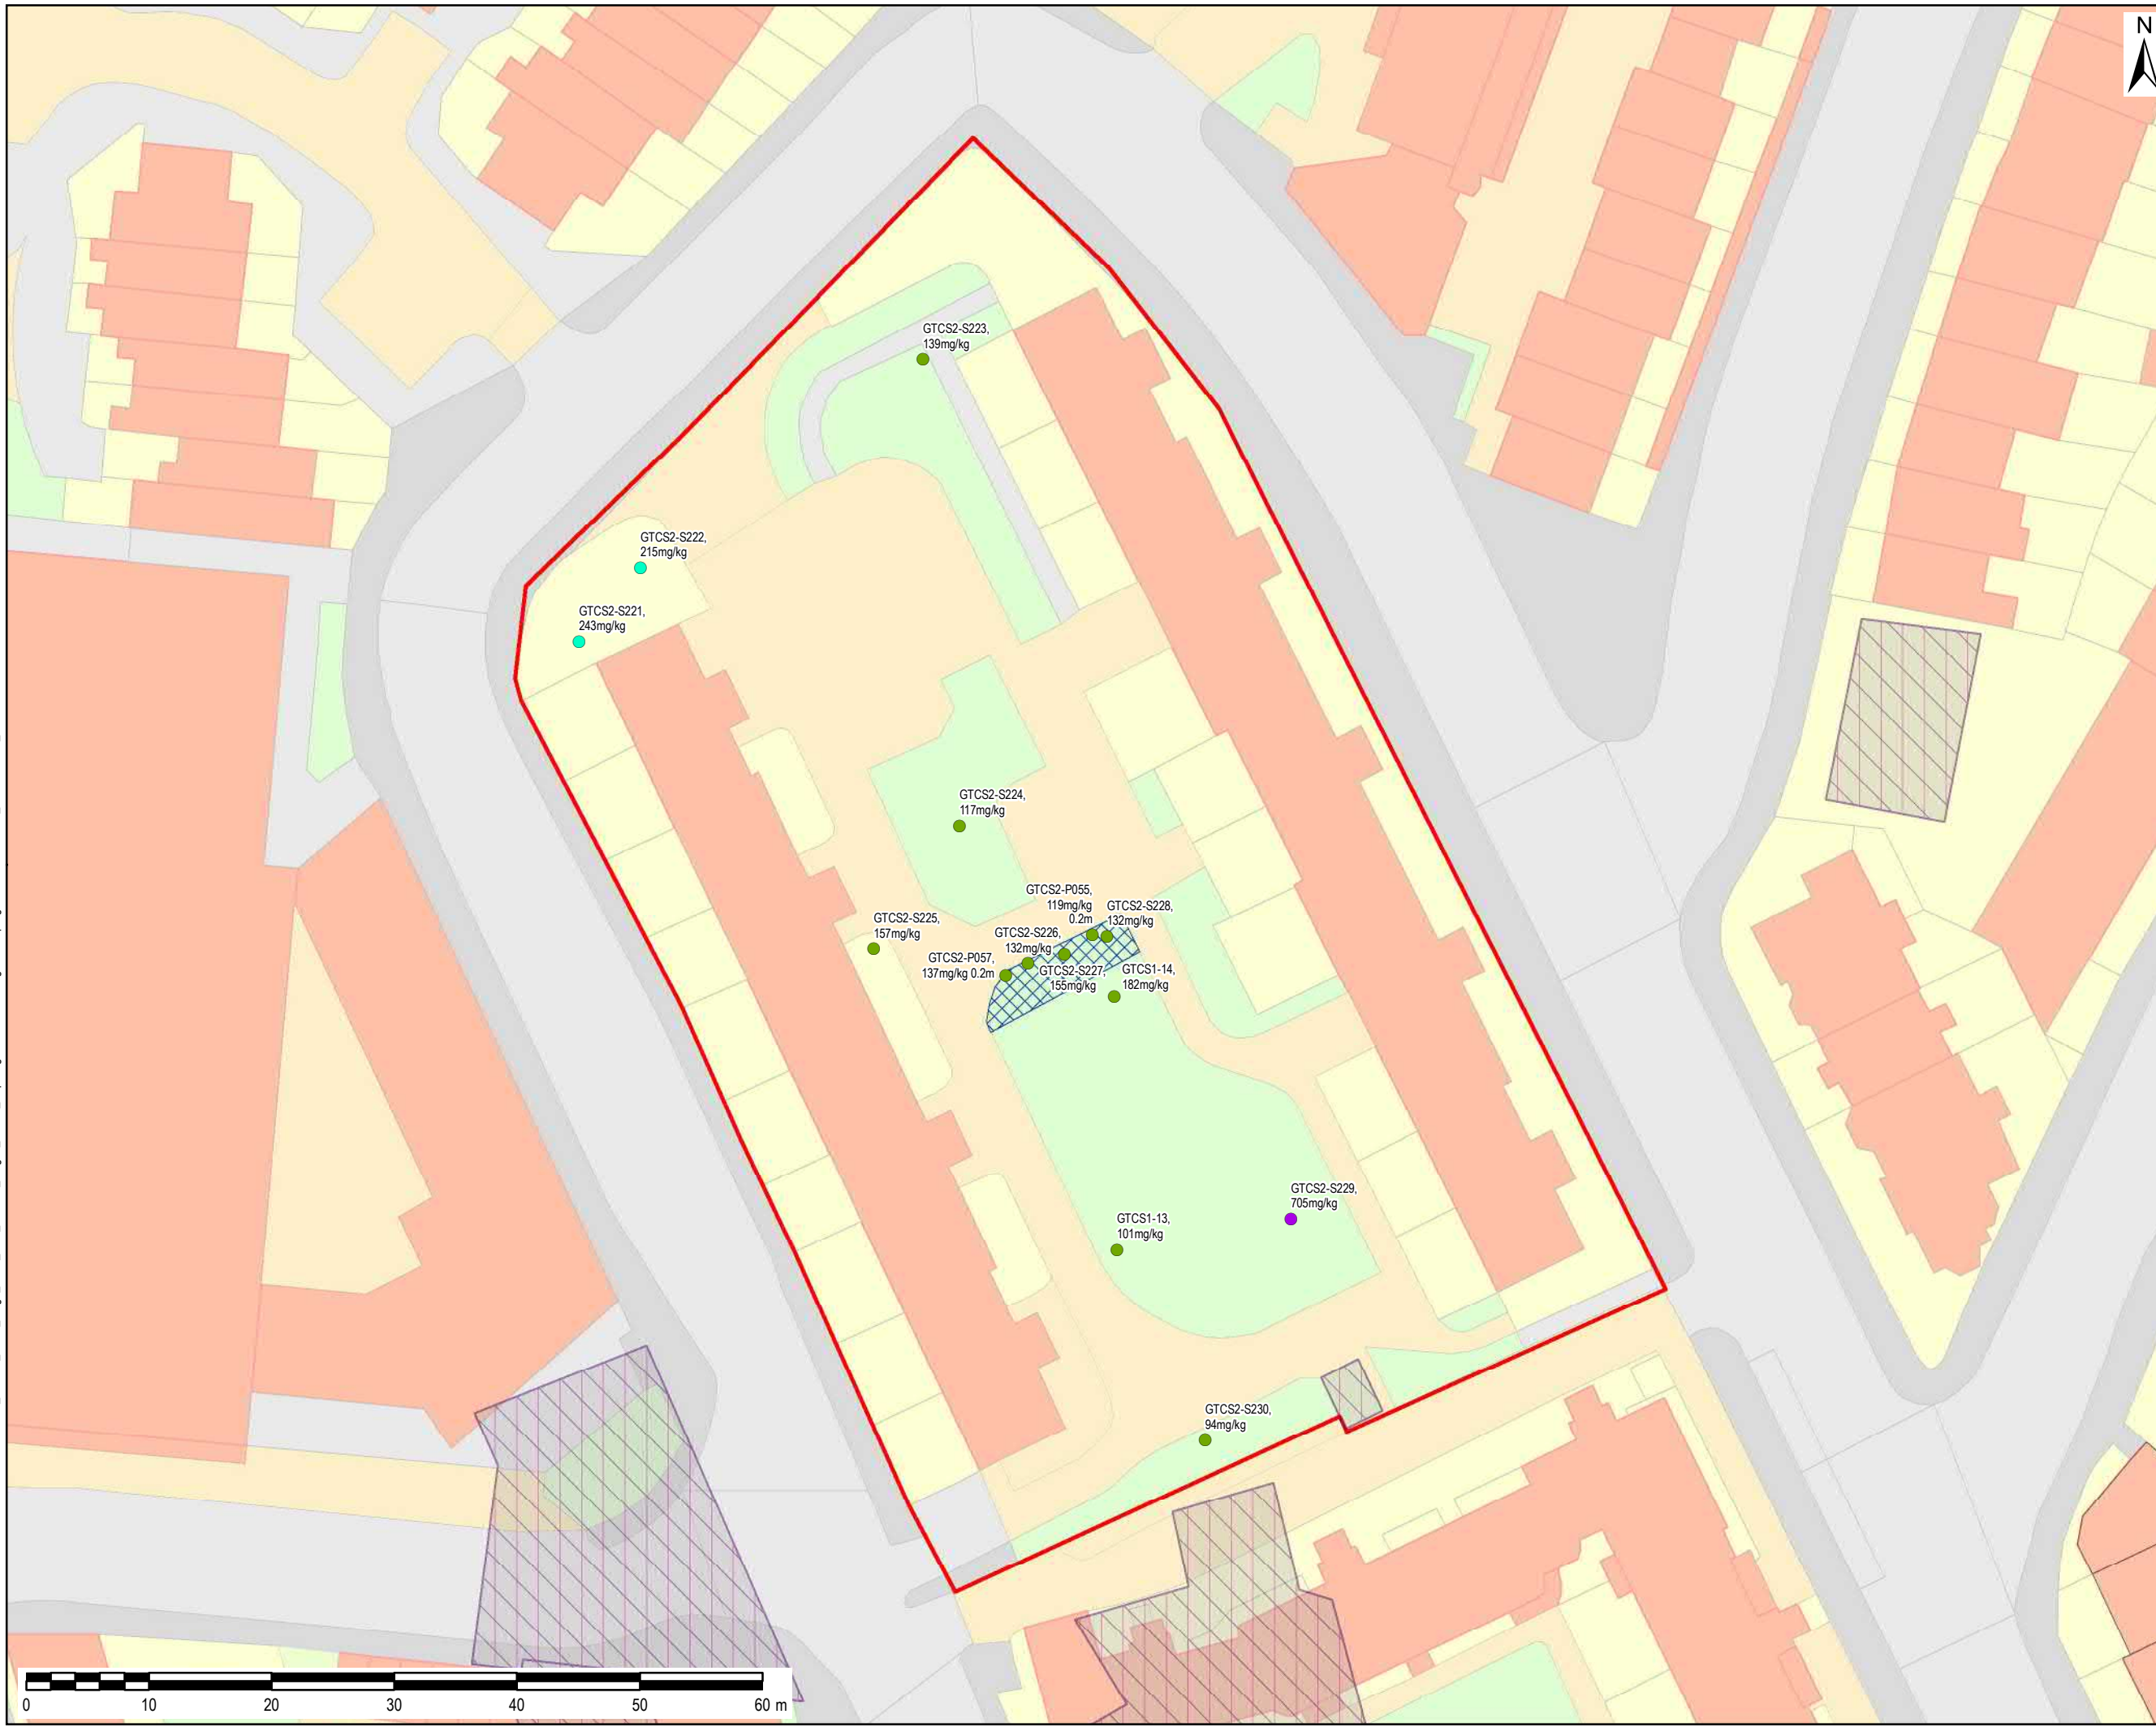 N
GTCS2-S223,
139mg/kg
GTCS2-S222,
215mg/kg
GTCS2-S221,
243mg/kg
GTCS2-S224,
117mg/kg
GTCS2-P055,
119mg/kg
0.2m
GTCS2-S228,
132mg/kg
GTCS2-S225,
157mg/kg
GTCS2-S226,
132mg/kg
GTCS2-P057,
137mg/kg 0.2m
GTCS2-S227,
155mg/kg
GTCS1-14,
182mg/kg
GTCS2-S229,
705mg/kg
GTCS1-13,
101mg/kg
GTCS2-S230,
94mg/kg
0 10 20 30 40 50 60 m